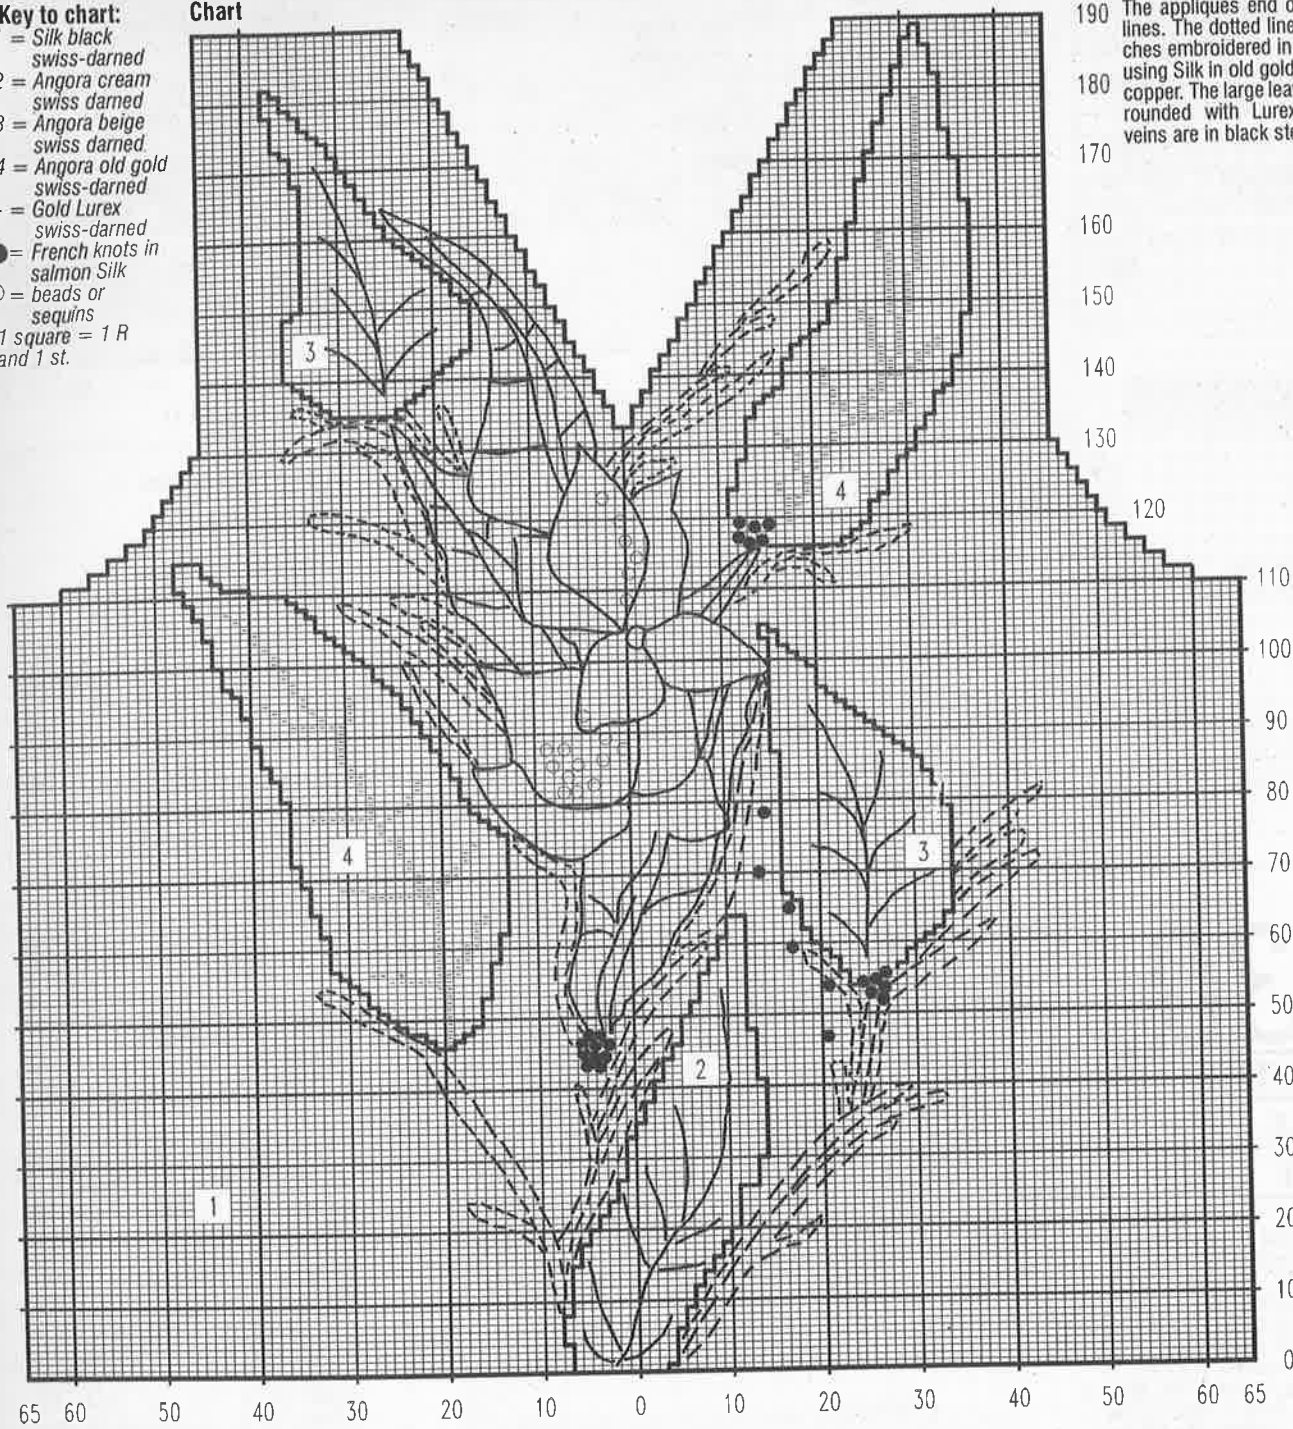 Key to chart:
= Silk black
swiss-darned
2 = Angora cream
swiss darned
3 = Angora beige
swiss darned
4 = Angora old gold
swiss-darned
- = Gold Lurex
swiss-darned
●= French knots in
salmon Silk
○ = beads or
sequins
1 square = 1 R
and 1 st.
Chart
The appliques end
lines. The dotted line
ches embroidered in
using Silk in old gold
copper. The large
rounded with Lurex
veins are in black
190
180
170
160
150
140
130
120
110
100
90
80
70
60
50
40
30
20
10
0
3
4
4
3
2
1
65 60 40 30 20 10 0 10 20 30 40 50 60 65